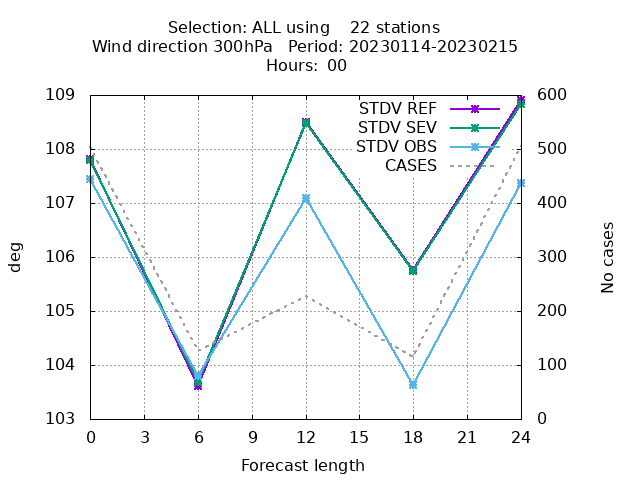 Selection: ALL using 22 stations
Wind direction 300hPa Period: 20230114-20230215
Hours: 00
109 600
STDV REF
STDV SEV
108 500
STDV OBS
CASES
107 400
106 300
deg
No cases
105 200
104 100
103 0
0 3 6 9 12 15 18 21 24
Forecast length